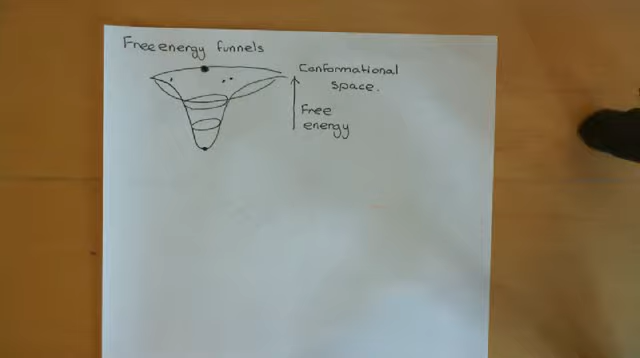 Free energy funnels
Conformational
space.
Free
energy